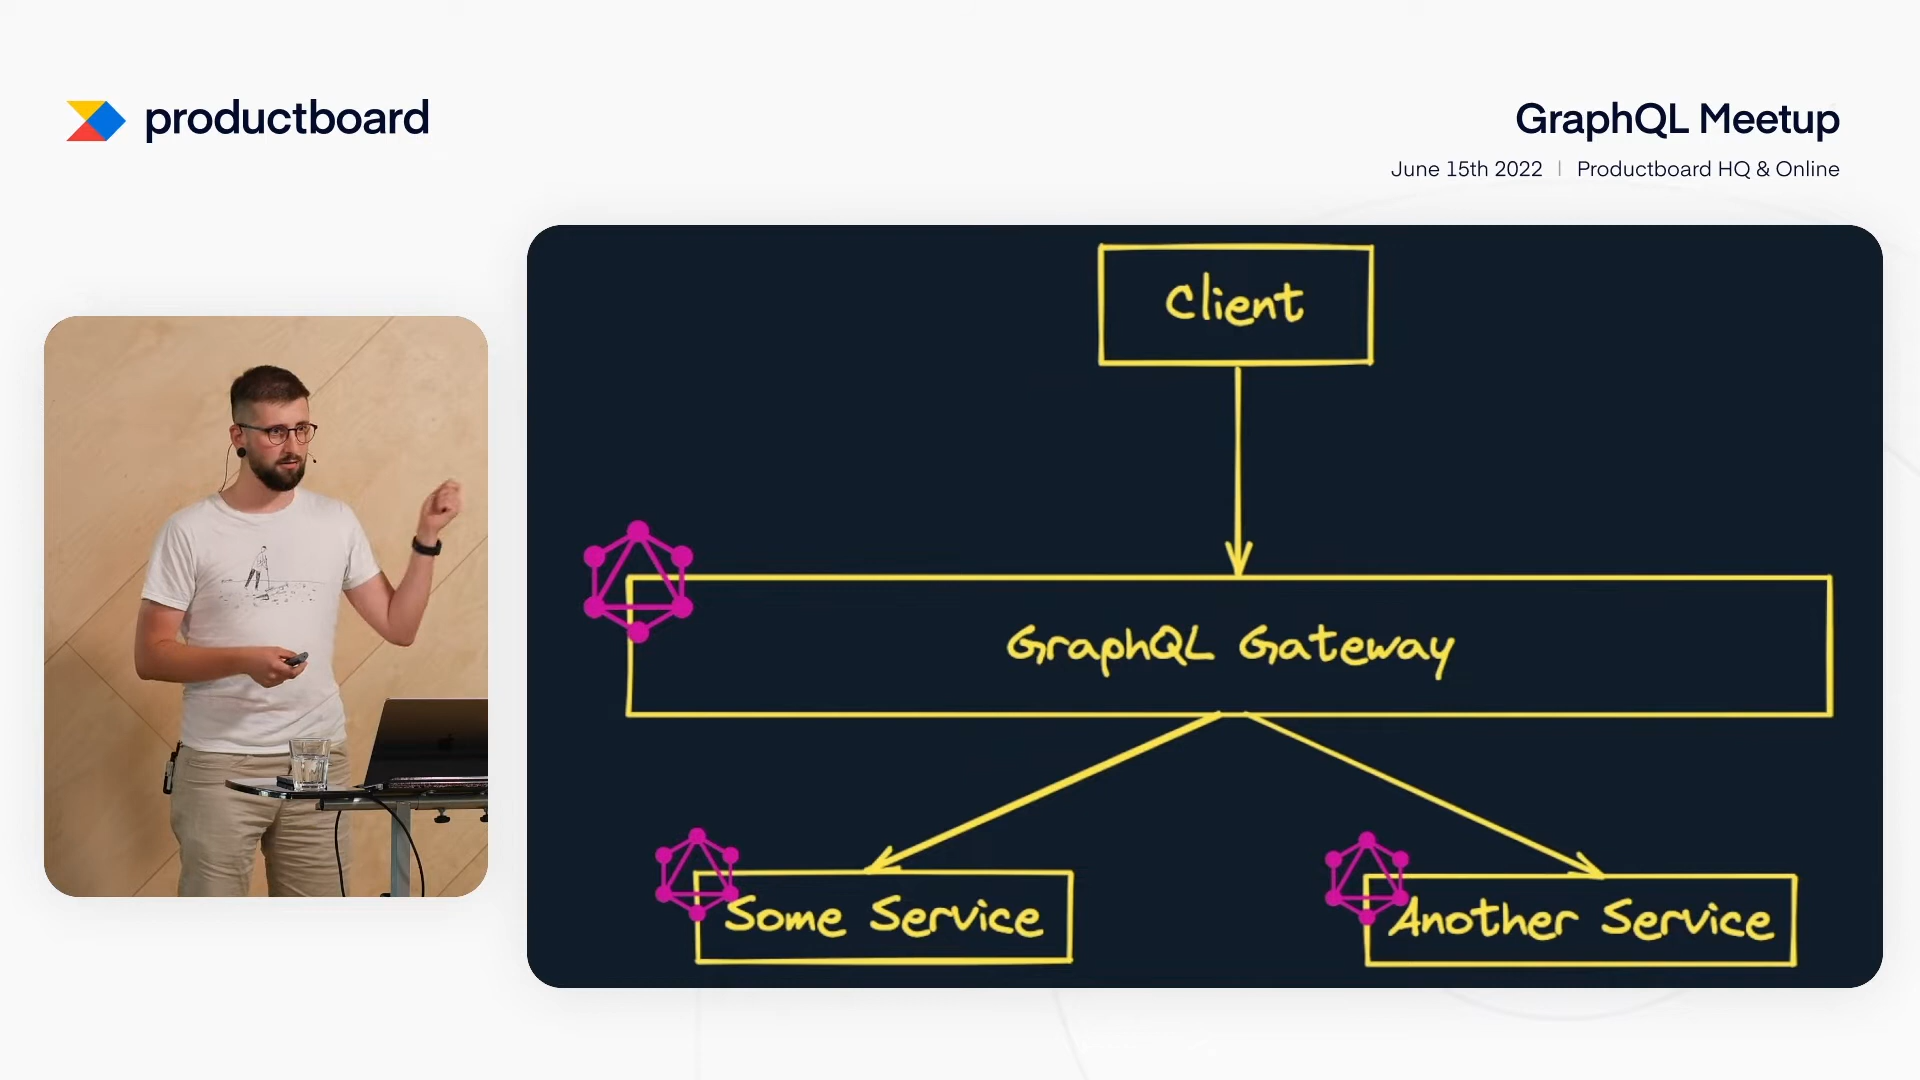 productboard
GraphQL Meetup
June 15th 2022 | Productboard HQ & Online
Client
GraphQL Gateway
Some Service
Another Service